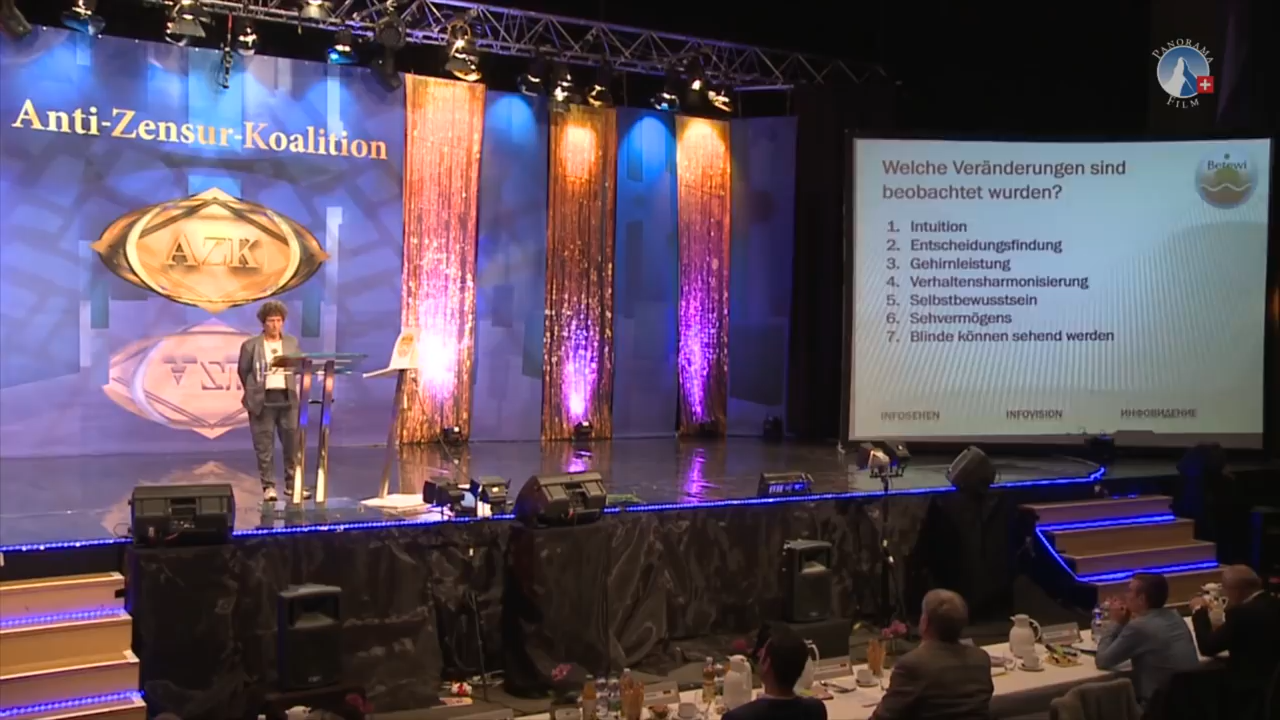 PANORAMA
FILM
Anti-Zensur-Koalition
AZK
AZK
Welche Veränderungen sind
beobachtet wurden?
Betewi
1. Intuition
2. Entscheidungsfindung
3. Gehirnleistung
4. Verhaltensharmonisierung
5. Selbstbewusstsein
6. Sehvermögens
7. Blinde können sehend werden
INFOSEHEN INFOVISION ИНФОВИДЕНИЕ